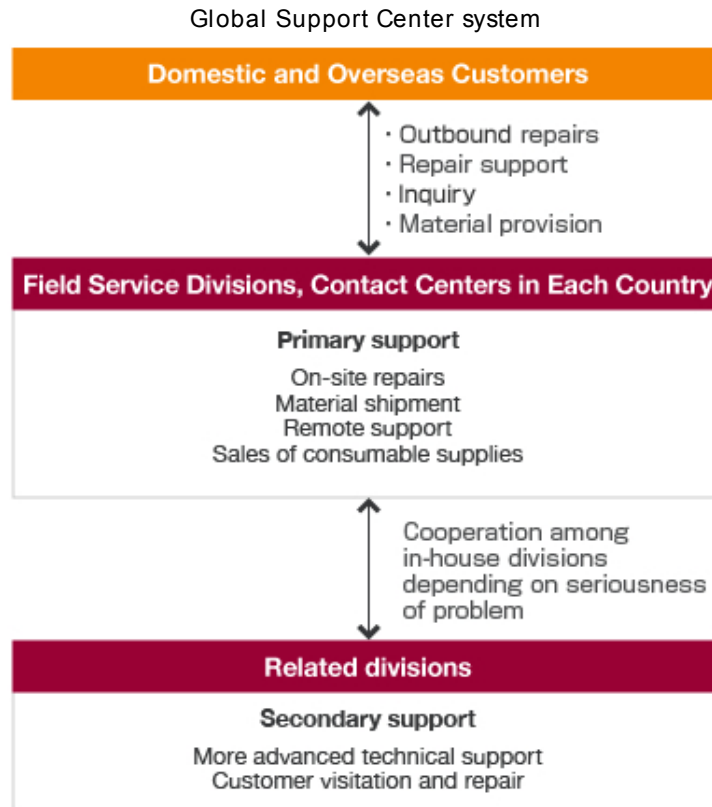 Global Support Center system
Domestic and Overseas Customers
・Outbound repairs
・Repair support
・Inquiry
・Material provision
Field Service Divisions, Contact Centers in Each Country
Primary support
On-site repairs
Material shipment
Remote support
Sales of consumable supplies
Cooperation among
in-house divisions
depending on seriousness
of problem
Related divisions
Secondary support
More advanced technical support
Customer visitation and repair